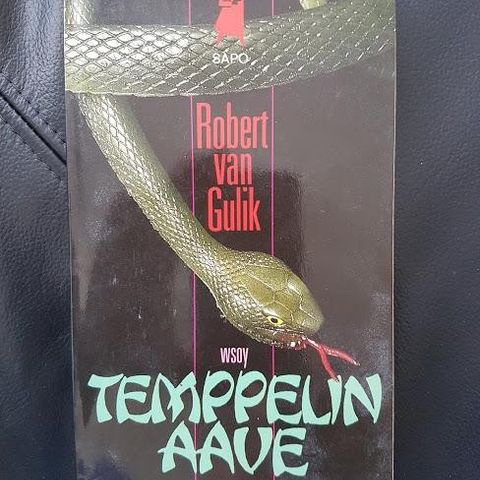 SAPO
Robert
van
Gulik
wsoy
TEMPPELIN
AAVE